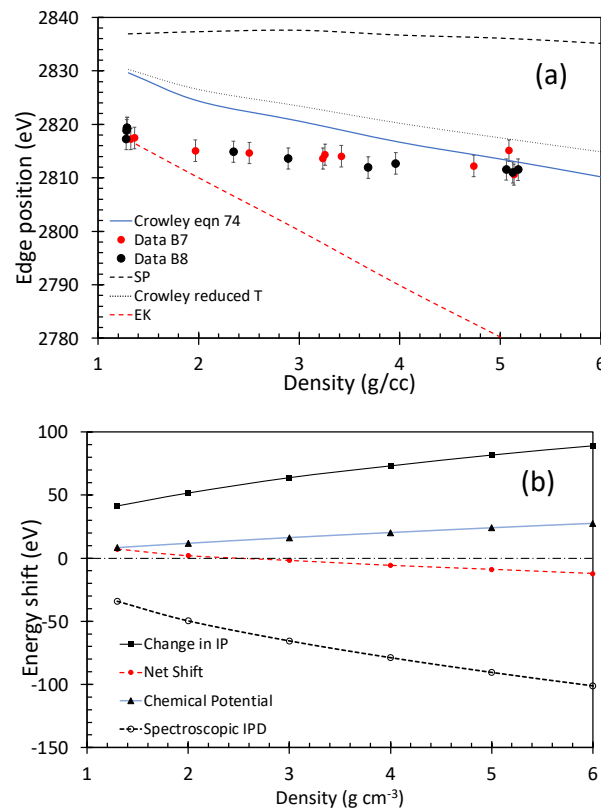 2840
2830
2820
2810
2800
2790
2780
Edge position (eV)
(a)
Crowley eqn 74
Data B7
Data B8
SP
Crowley reduced T
EK
1 2 3 4 5 6
Density (g/cc)
100
50
0
-50
-100
-150
Energy shift (eV)
(b)
Change in IP
Net Shift
Chemical Potential
Spectroscopic IPD
1 2 3 4 5 6
Density (g cm⁻³)